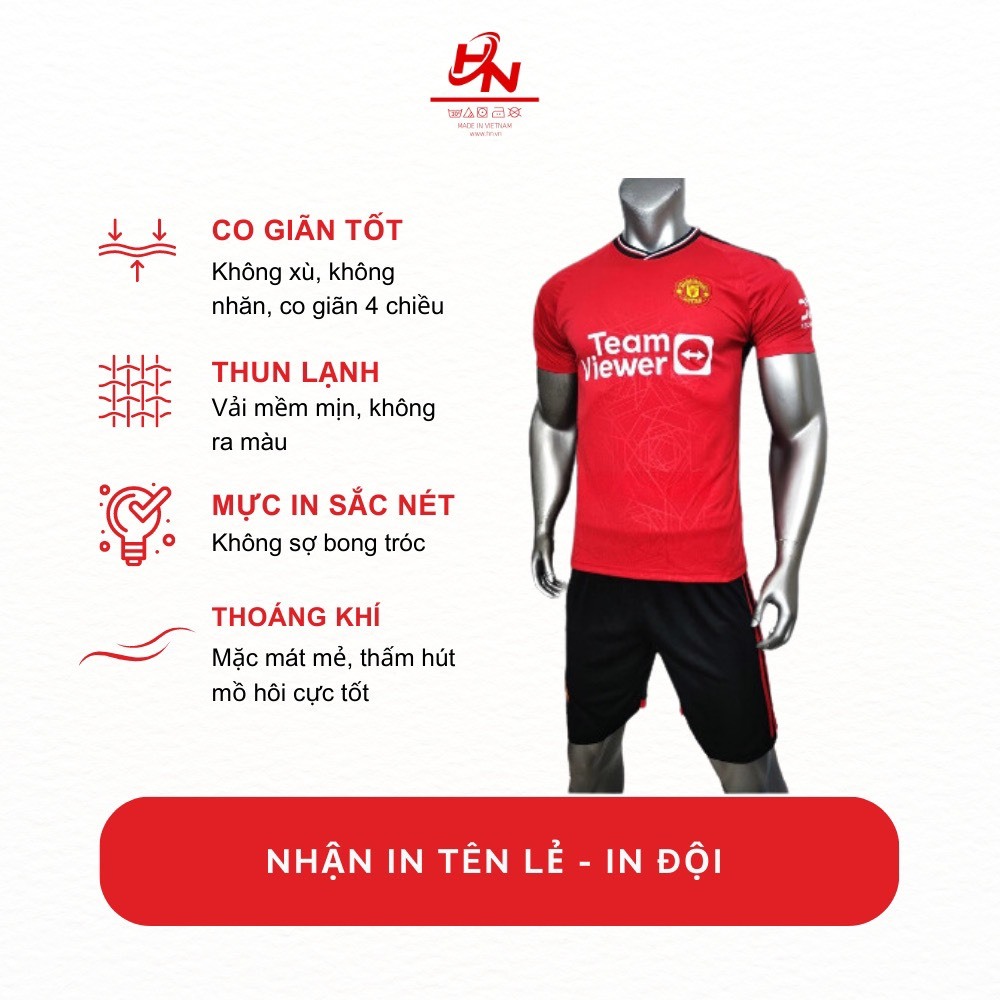 HN
MADE IN VIETNAM
CO GIÃN TỐT
Không xù, không
nhăn, co giãn 4 chiều
THUN LẠNH
Vải mềm mịn, không
ra màu
MỰC IN SẮC NÉT
Không sợ bong tróc
THOÁNG KHÍ
Mặc mát mẻ, thấm hút
mồ hôi cực tốt
Team
Viewer
NHẬN IN TÊN LẺ - IN ĐỘI